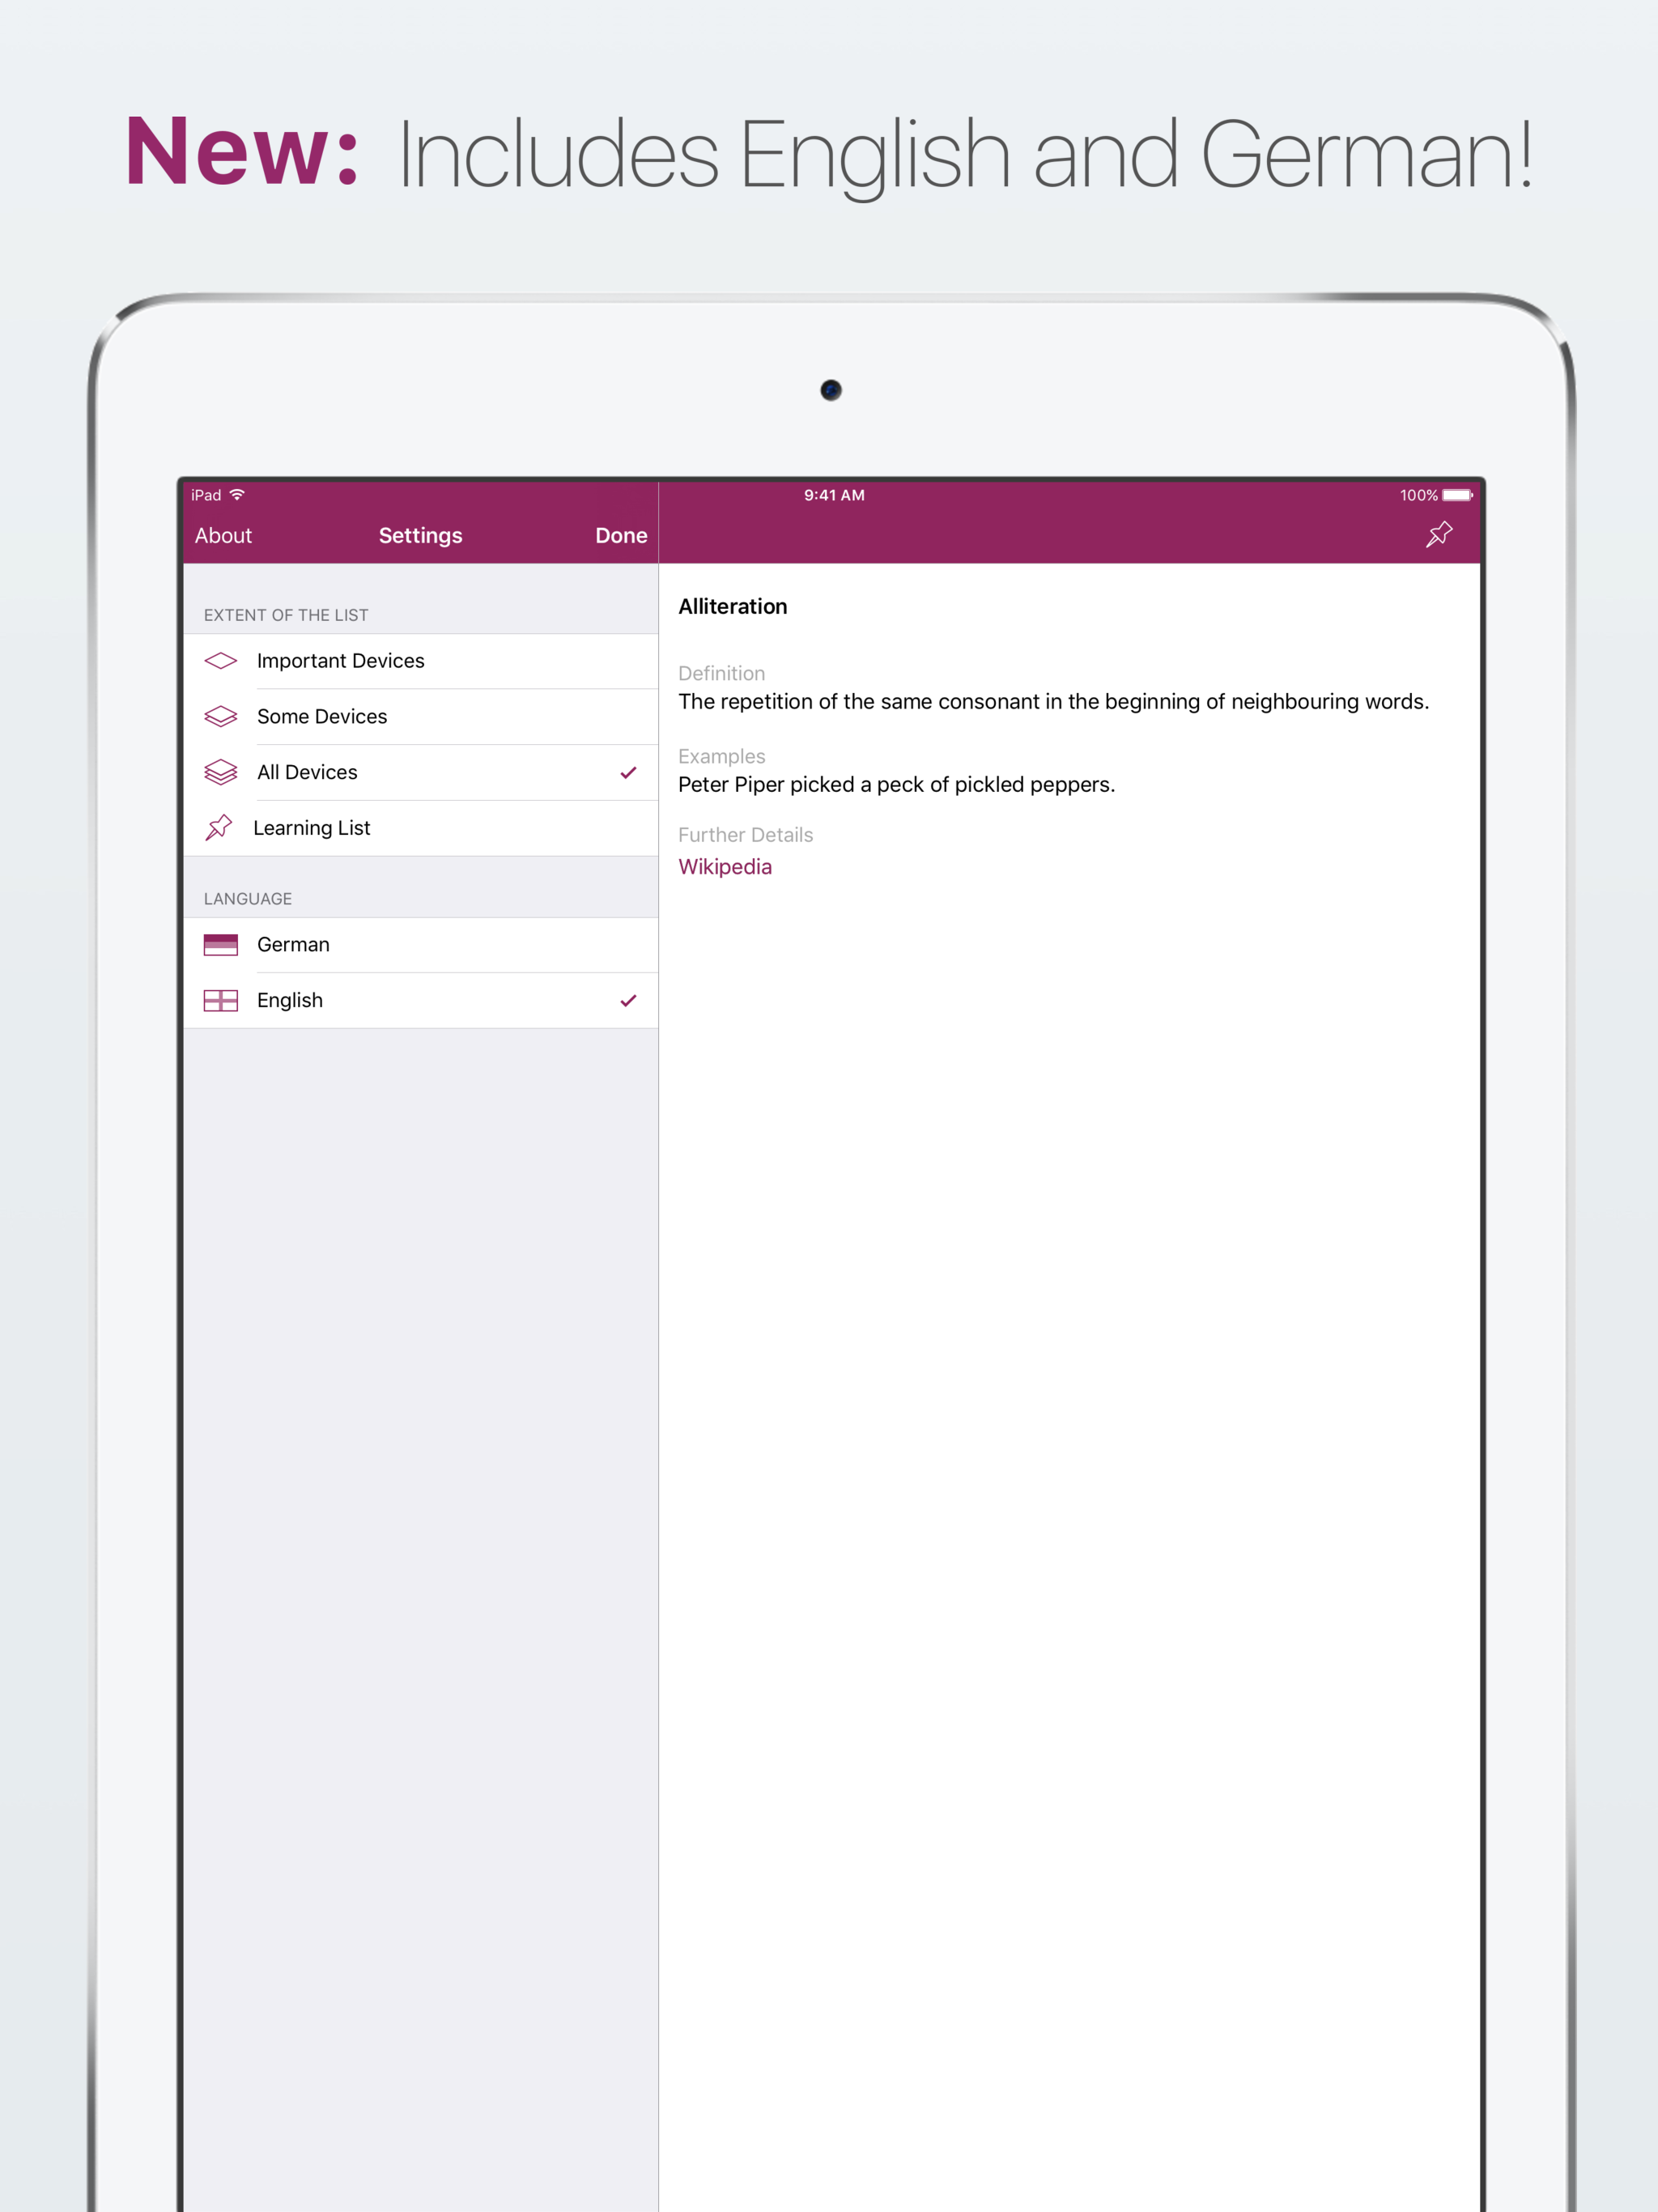 New: Includes English and German!
iPad 9:41 AM 100%
About Settings Done
EXTENT OF THE LIST
Important Devices
Some Devices
All Devices
Learning List
LANGUAGE
German
English
Alliteration
Definition
The repetition of the same consonant in the beginning of neighbouring words.
Examples
Peter Piper picked a peck of pickled peppers.
Further Details
Wikipedia